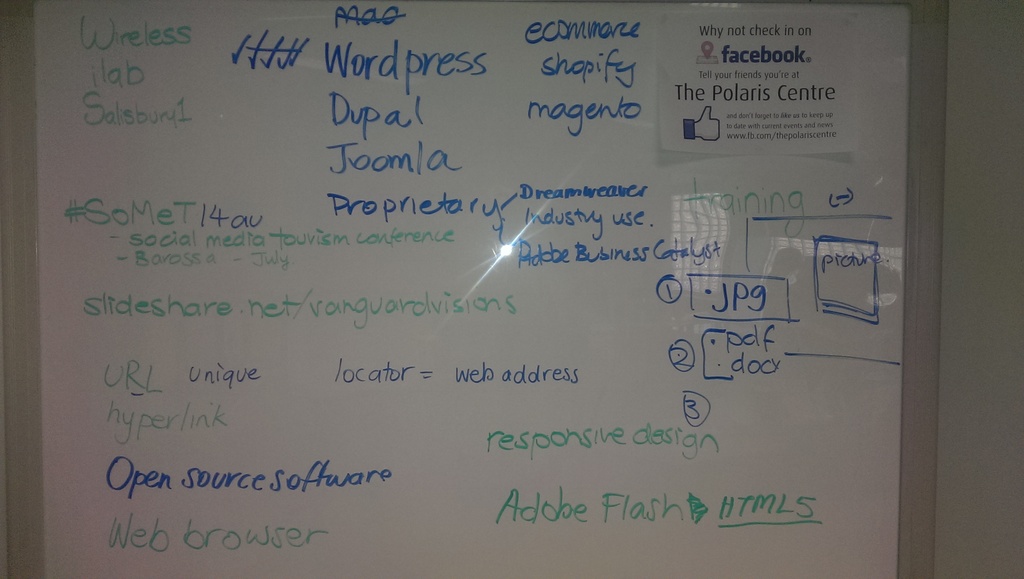 Wireless
ilab
Salisbury1
Wordpress
Dupal
Joomla
Proprietary
Dreamweaver
Industry use.
Adobe Business Catalyst
ecommerce
shopify
magento
Why not check in on
facebook.
Tell your friends you're at
The Polaris Centre
and don't forget to like us to keep up
to date with current events and news
www.fb.com/thepolariscentre
#SoMeT14au
- social media tourism conference
- Barossa - July
slideshare.net/vanguardvisions
training
picture.
1 .jpg
2 .pdf
.docx
3
URL unique locator = web address
hyperlink
responsive design
Open source software
Adobe Flash HTML5
Web browser